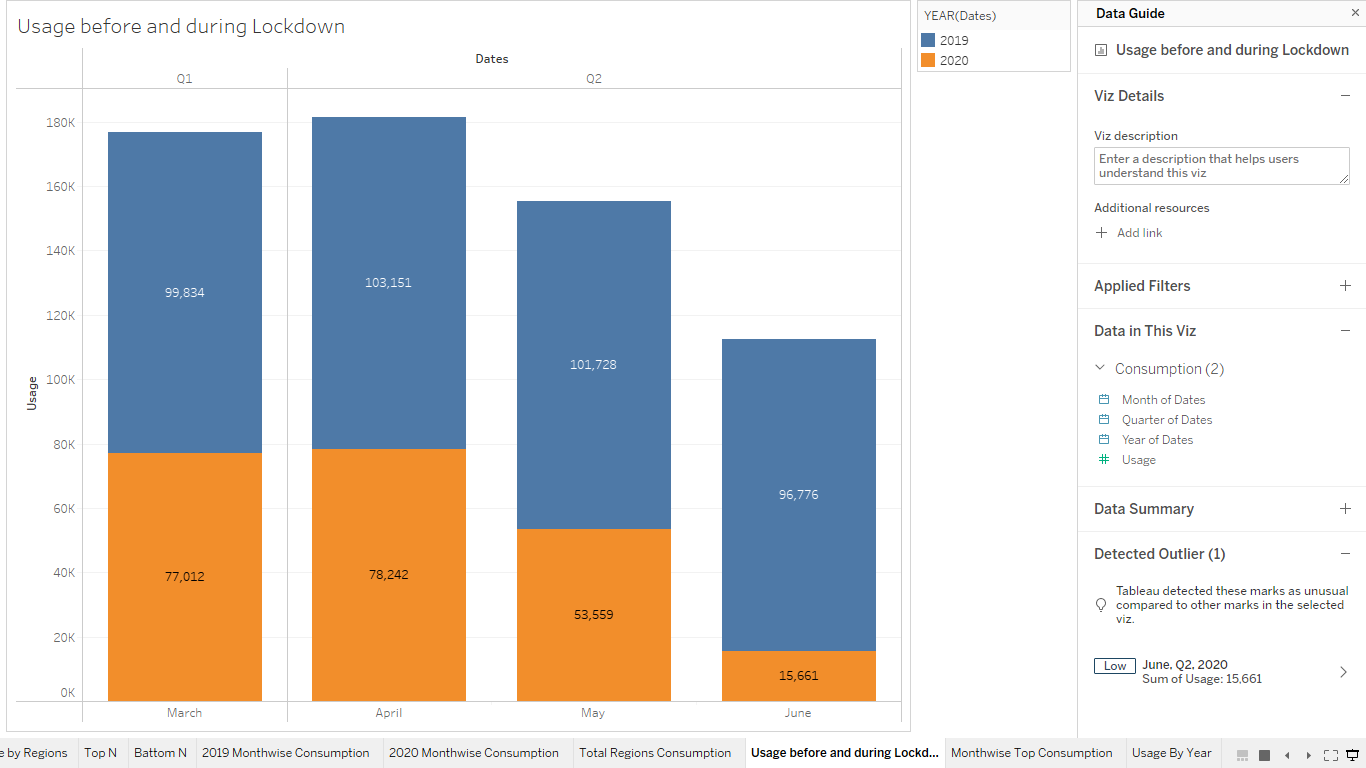 Usage before and during Lockdown
Dates
Q1
Q2
Usage
180K
160K
140K
120K
100K
80K
60K
40K
20K
0K
99,834
103,151
101,728
96,776
77,012
78,242
53,559
15,661
March
April
May
June
YEAR(Dates)
2019
2020
Data Guide
Usage before and during Lockdown
Viz Details
Viz description
Enter a description that helps users
understand this viz
Additional resources
Add link
Applied Filters
Data in This Viz
Consumption (2)
Month of Dates
Quarter of Dates
Year of Dates
Usage
Data Summary
Detected Outlier (1)
Tableau detected these marks as unusual
compared to other marks in the selected
viz.
Low
June, Q2, 2020
Sum of Usage: 15,661
e by Regions
Top N
Battom N
2019 Monthwise Consumption
2020 Monthwise Consumption
Total Regions Consumption
Usage before and during Lockd...
Monthwise Top Consumption
Usage By Year